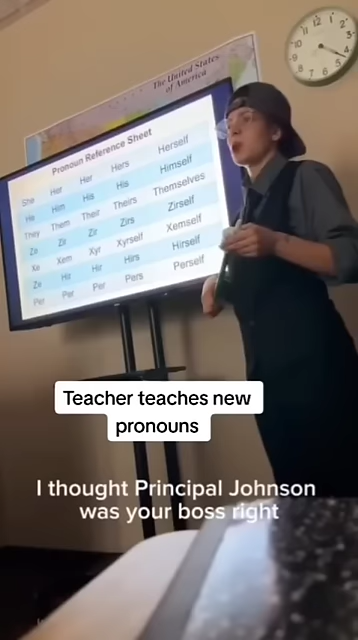 The United States
of America
Pronoun Reference Sheet
She Her Her Hers Herself
He Him His His Himself
They Them Their Theirs Themselves
Ze Zir Zir Zirs Zirself
Xe Xem Xyr Xyrself Xemself
Ze Hir Hir Hirs Hirself
Per Per Per Pers Perself
Teacher teaches new
pronouns
I thought Principal Johnson
was your boss right